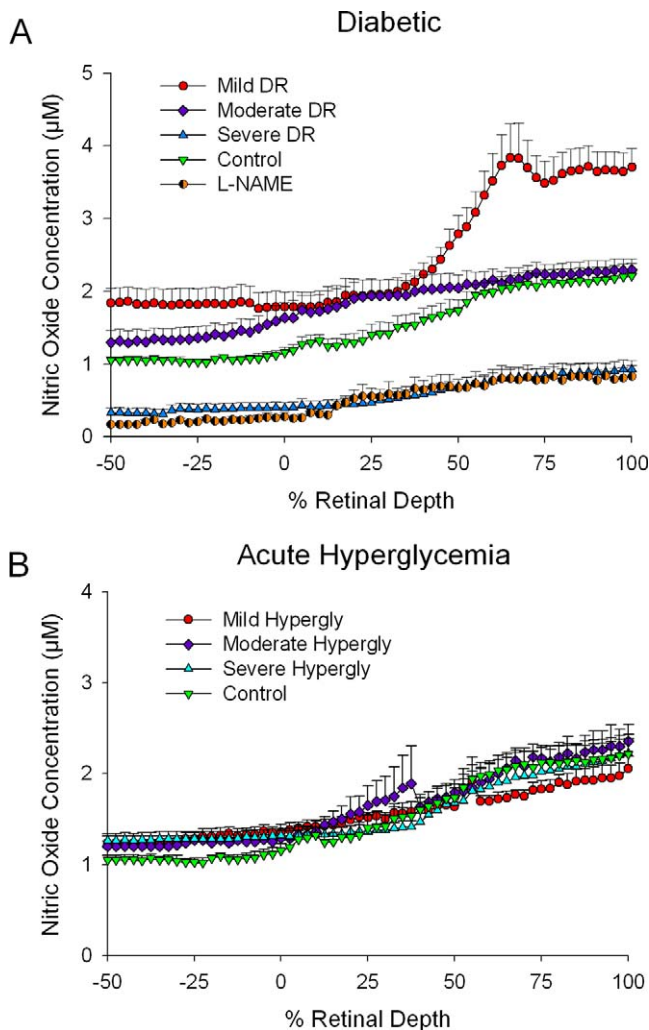 A
Diabetic
5
4
3
2
1
0
Nitric Oxide Concentration (µM)
Mild DR
Moderate DR
Severe DR
Control
L-NAME
-50 -25 0 25 50 75 100
% Retinal Depth
B
Acute Hyperglycemia
4
3
2
1
0
Nitric Oxide Concentration (µM)
Mild Hypergly
Moderate Hypergly
Severe Hypergly
Control
-50 -25 0 25 50 75 100
% Retinal Depth